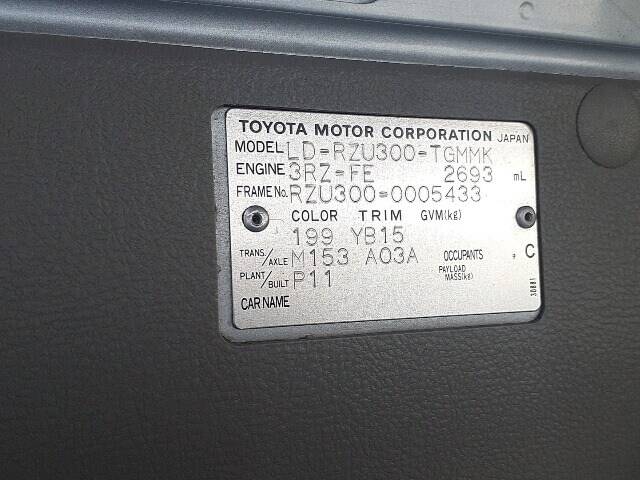 TOYOTA MOTOR CORPORATION JAPAN
MODEL LD-RZU300-TGMMK
ENGINE 3RZ-FE 2693 mL
FRAME No. RZU300-0005433
COLOR TRIM GVM(kg)
199 YB15
TRANS/AXLE M153 A03A OCCUPANTS , C
PLANT/BUILT P11 PAYLOAD MASS(kg)
CAR NAME
30881